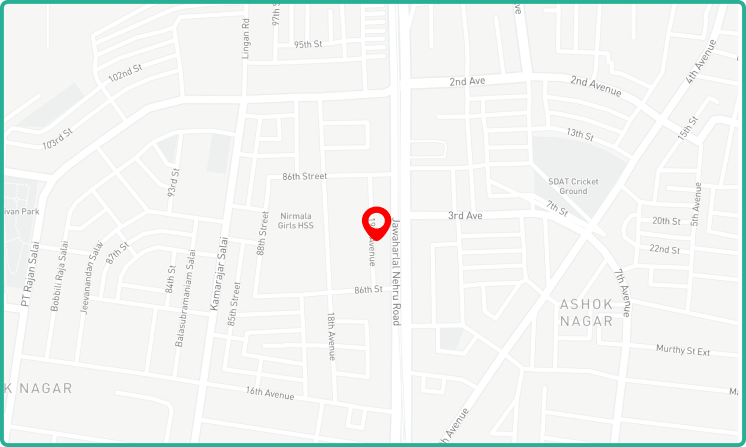 97th St
Lingan Rd
95th St
102nd St
103rd St
2nd Ave
2nd Avenue
Avenue
4th Avenue
15th St
13th St
SDAT Cricket
Ground
93rd St
86th Street
Nirmala
Girls HSS
88th Street
Avenue
Jawaharlal Nehru Road
3rd Ave
7th St
5th Avenue
20th St
22nd St
7th Avenue
ivan Park
PT Rajan Salai
Bobbili Raja Salai
Jeevanandan Salai
87th St
84th St
Balasubramaniam Salai
Kamarajar Salai
85th Street
86th St
18th Avenue
ASHOK
NAGAR
Murthy St Ext
K NAGAR
16th Avenue
th Avenue
M